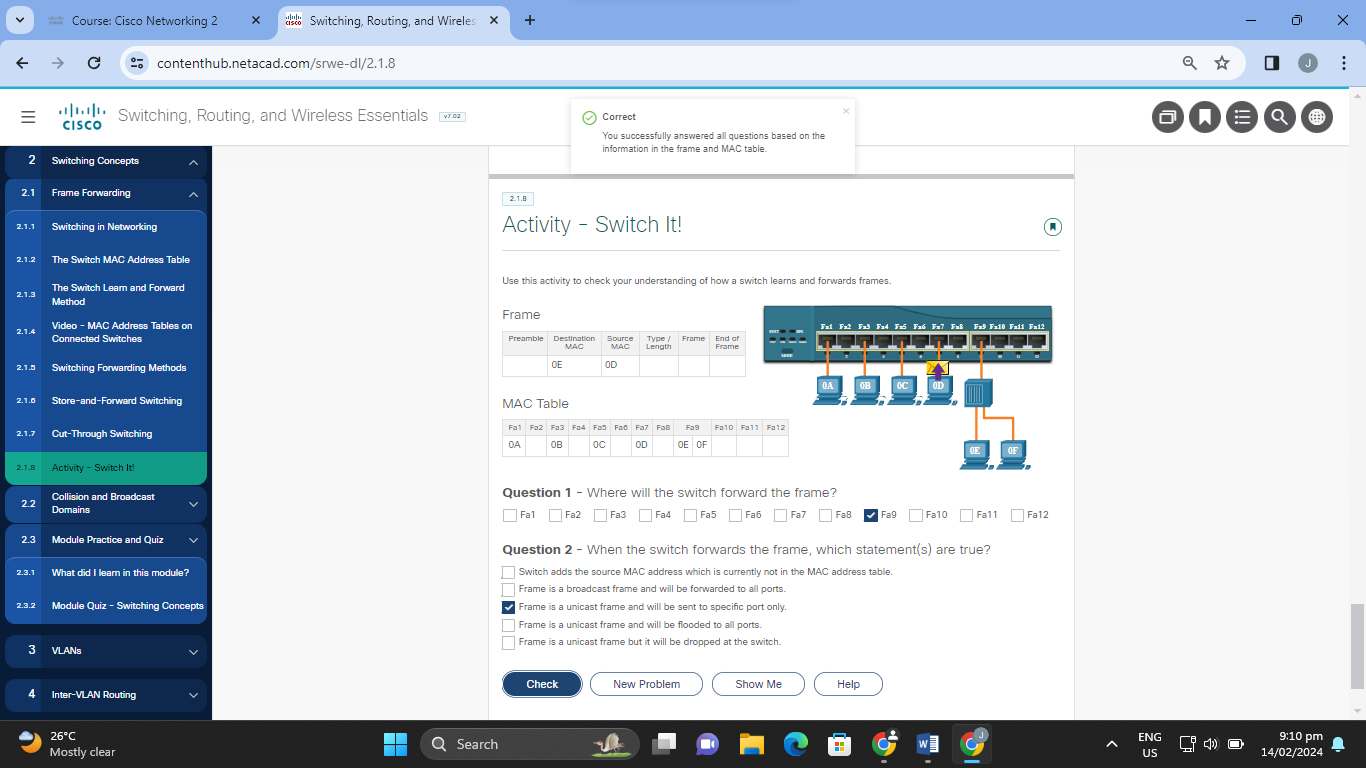 Course: Cisco Networking 2
Switching, Routing, and Wireles
contenthub.netacad.com/srwe-dl/2.1.8
J
CISCO
Switching, Routing, and Wireless Essentials
v7.02
Correct
You successfully answered all questions based on the
information in the frame and MAC table.
2 Switching Concepts
2.1 Frame Forwarding
2.1.1 Switching in Networking
2.1.2 The Switch MAC Address Table
2.1.3 The Switch Learn and Forward
Method
2.1.4 Video - MAC Address Tables on
Connected Switches
2.1.5 Switching Forwarding Methods
2.1.6 Store-and-Forward Switching
2.1.7 Cut-Through Switching
2.1.8 Activity - Switch It!
2.2 Collision and Broadcast
Domains
2.3 Module Practice and Quiz
2.3.1 What did I learn in this module?
2.3.2 Module Quiz - Switching Concepts
3 VLANs
4 Inter-VLAN Routing
2.1.8
Activity - Switch It!
Use this activity to check your understanding of how a switch learns and forwards frames.
Frame
Preamble Destination MAC Source MAC Type / Length Frame End of Frame
0E 0D
Fa1 Fa2 Fa3 Fa4 Fa5 Fa6 Fa7 Fa8 Fa9 Fa10 Fa11 Fa12
0A 0B 0C 0D
0E 0F
MAC Table
Fa1 Fa2 Fa3 Fa4 Fa5 Fa6 Fa7 Fa8 Fa9 Fa10 Fa11 Fa12
0A 0B 0C 0D 0E 0F
Question 1 - Where will the switch forward the frame?
Fa1 Fa2 Fa3 Fa4 Fa5 Fa6 Fa7 Fa8 Fa9 Fa10 Fa11 Fa12
Question 2 - When the switch forwards the frame, which statement(s) are true?
Switch adds the source MAC address which is currently not in the MAC address table.
Frame is a broadcast frame and will be forwarded to all ports.
Frame is a unicast frame and will be sent to specific port only.
Frame is a unicast frame and will be flooded to all ports.
Frame is a unicast frame but it will be dropped at the switch.
Check New Problem Show Me Help
26°C
Mostly clear
Search
J
ENG
US
9:10 pm
14/02/2024